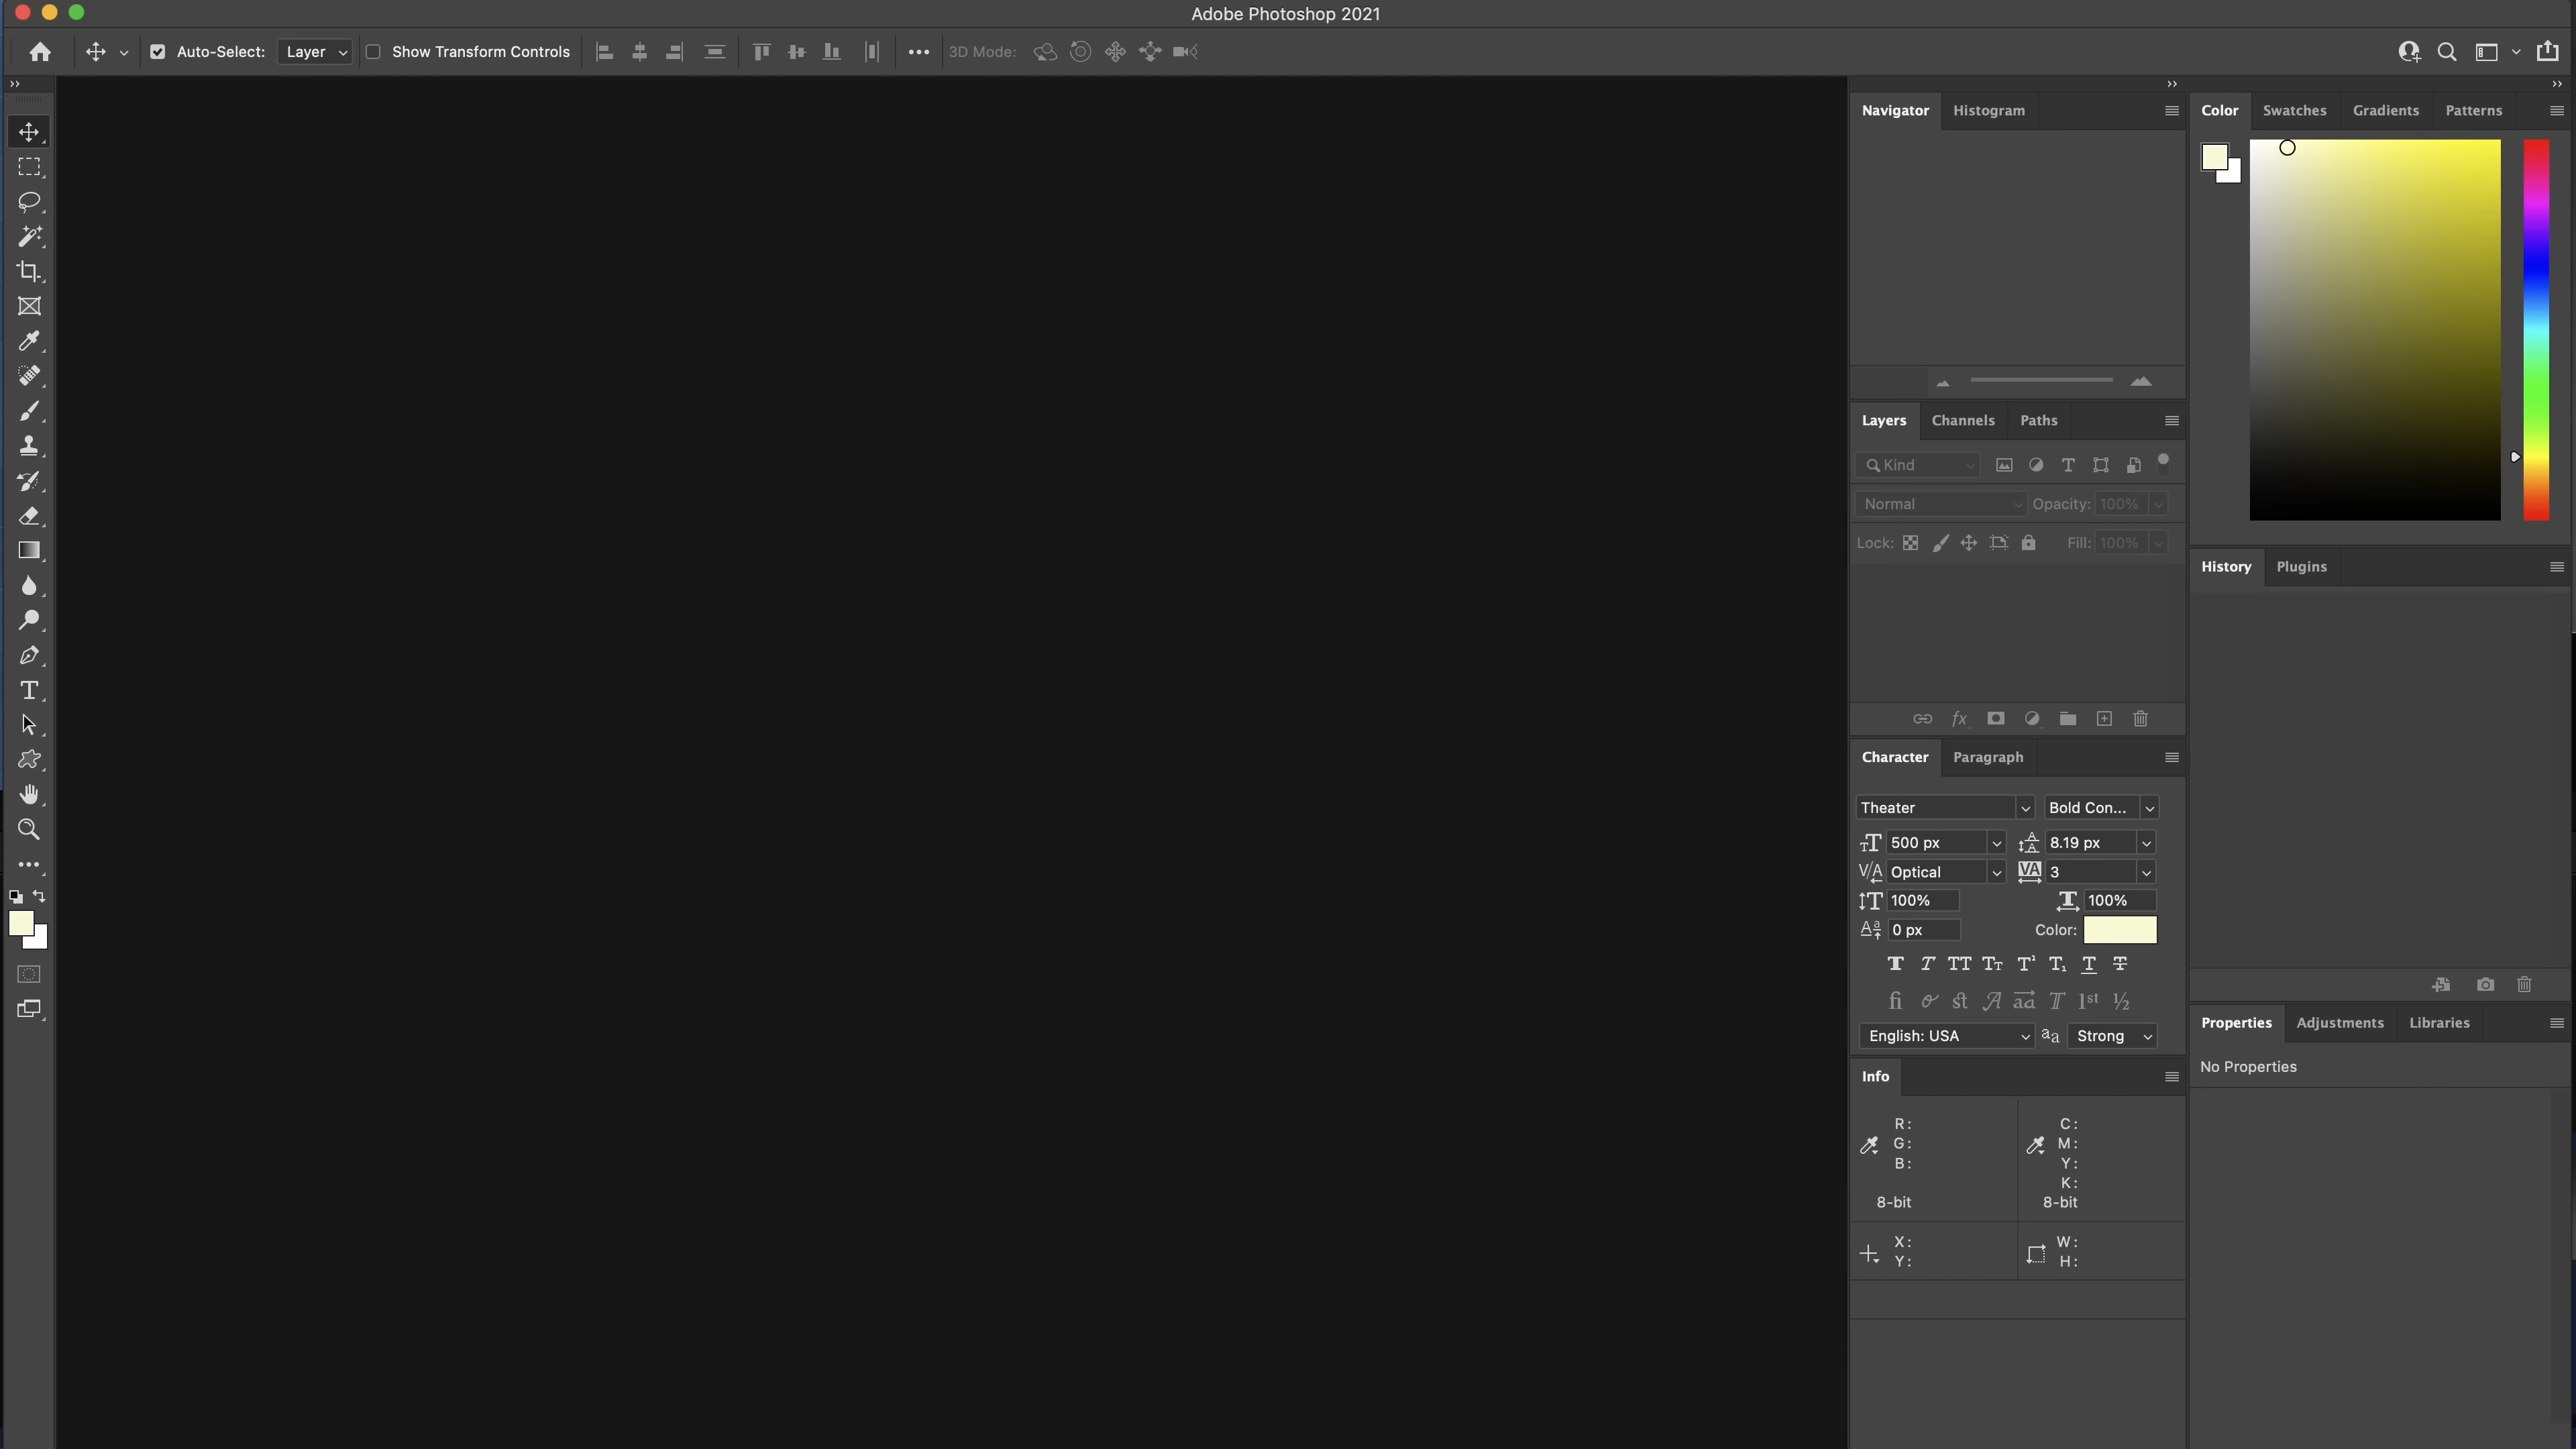 Adobe Photoshop 2021
Auto-Select: Layer Show Transform Controls 3D Mode:
Navigator Histogram
Color Swatches Gradients Patterns
Layers Channels Paths
Kind
Normal Opacity: 100%
Lock: Fill: 100%
History Plugins
Character Paragraph
Theater Bold Con...
500 px 8.19 px
Optical 3
100% 100%
0 px Color:
English: USA Strong
Properties Adjustments Libraries
No Properties
Info
R: C:
G: M:
B: Y:
K:
8-bit 8-bit
X: W:
Y: H: